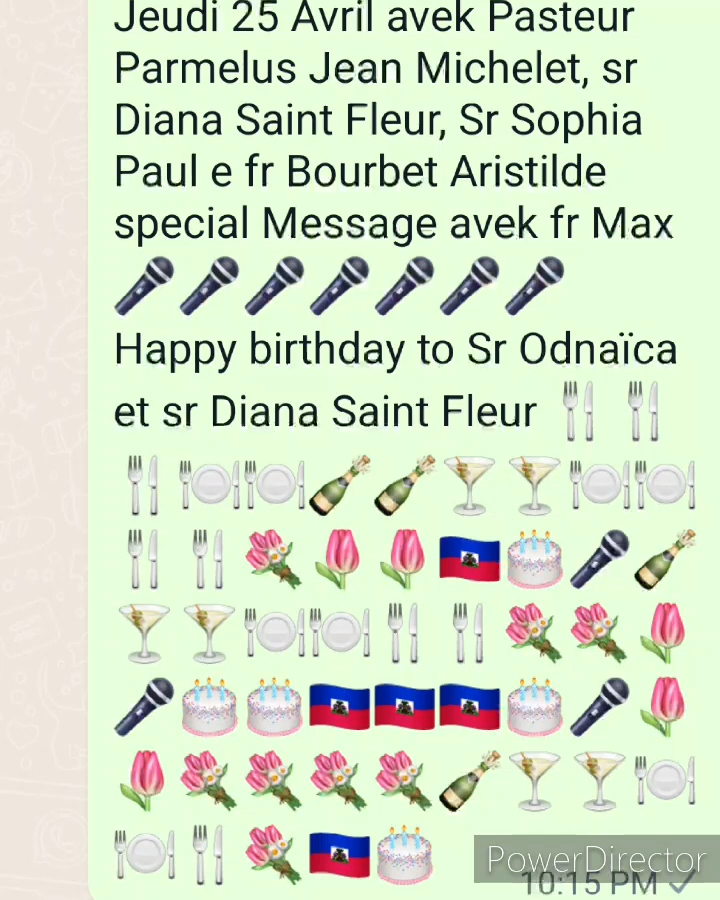 Jeudi 25 Avril avek Pasteur
Parmelus Jean Michelet, sr
Diana Saint Fleur, Sr Sophia
Paul e fr Bourbet Aristilde
special Message avek fr Max
🎤🎤🎤🎤🎤🎤🎤
Happy birthday to Sr Odnaïca
et sr Diana Saint Fleur 🍴 🍴
🍴🍽🍽🍾🍾🍸🍸🍽🍽
🍴🍴💐🌷🌷🇭🇹🎂🎤🍾
🍸🍸🍽🍽🍴🍴💐💐🌷
🎤🎂🎂🇭🇹🇭🇹🇭🇹🎂🎤🌷
🌷💐💐💐💐🍾🍸🍸🍽
🍽🍴💐🇭🇹🎂
PowerDirector
10:15 PM ✓